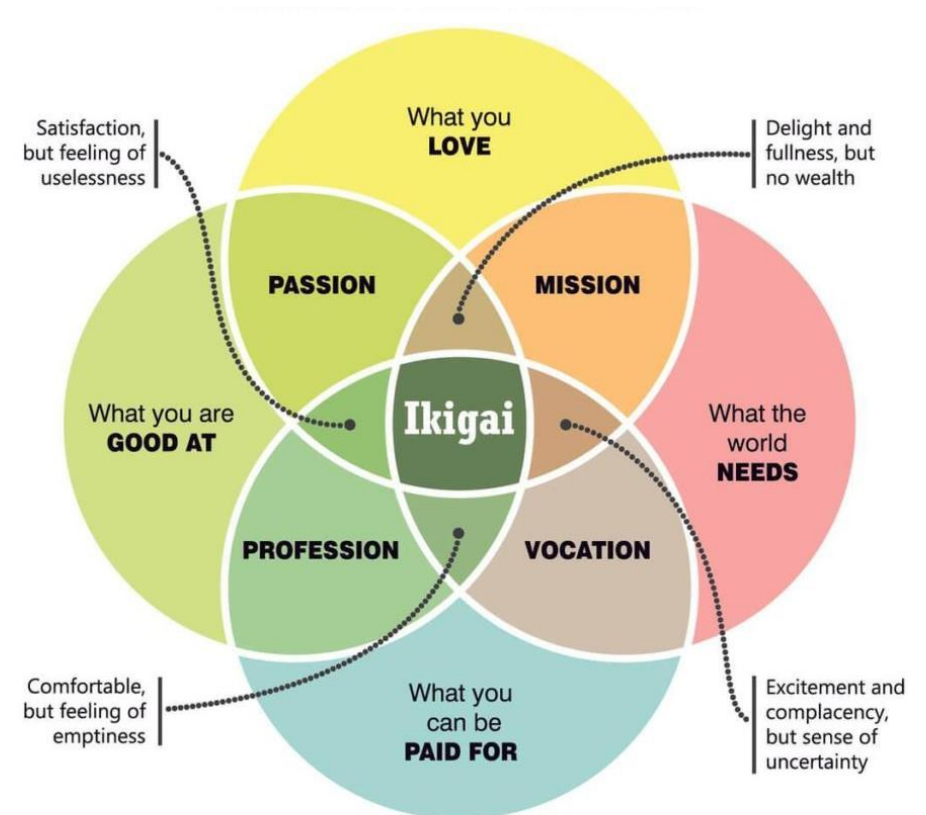 What you
LOVE
Satisfaction,
but feeling of
uselessness
Delight and
fullness, but
no wealth
PASSION
MISSION
What you are
GOOD AT
Ikigai
What the
world
NEEDS
PROFESSION
VOCATION
Comfortable,
but feeling of
emptiness
What you
can be
PAID FOR
Excitement and
complacency,
but sense of
uncertainty